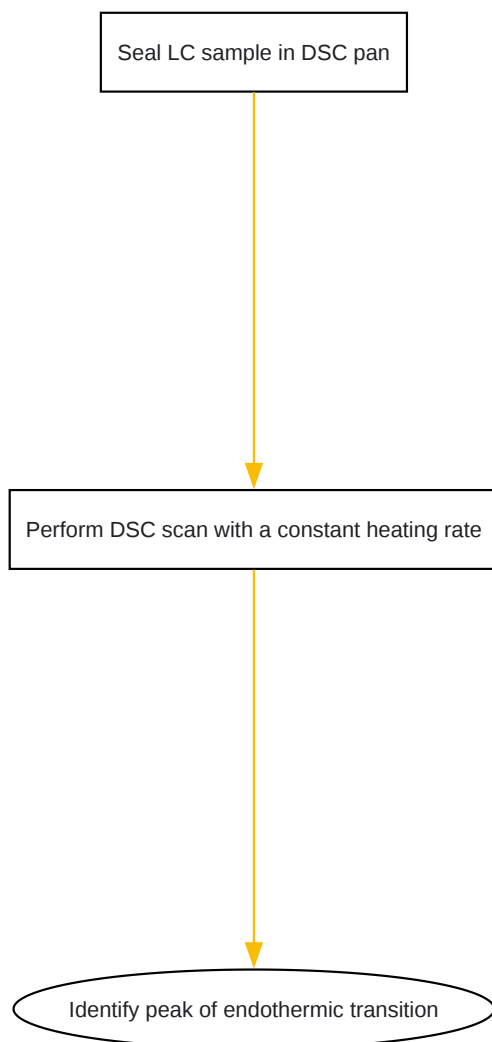 Seal LC sample in DSC pan
Perform DSC scan with a constant heating rate
Identify peak of endothermic transition